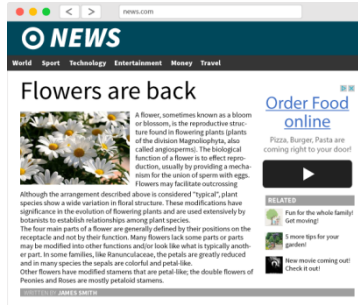 news.com
NEWS
World Sport Technology Entertainment Money Travel
Flowers are back
A flower, sometimes known as a bloom
or blossom, is the reproductive struc-
ture found in flowering plants (plants
of the division Magnoliophyta, also
called angiosperms). The biological
function of a flower is to effect repro-
duction, usually by providing a mecha-
nism for the union of sperm with eggs.
Flowers may facilitate outcrossing
Although the arrangement described above is considered "typical", plant
species show a wide variation in floral structure. These modifications have
significance in the evolution of flowering plants and are used extensively by
botanists to establish relationships among plant species.
The four main parts of a flower are generally defined by their positions on the
receptacle and not by their function. Many flowers lack some parts or parts
may be modified into other functions and/or look like what is typically anoth-
er part. In some families, like Ranunculaceae, the petals are greatly reduced
and in many species the sepals are colorful and petal-like.
Other flowers have modified stamens that are petal-like; the double flowers of
Peonies and Roses are mostly petaloid stamens.
WRITTEN BY JAMES SMITH
Order Food
online
Pizza, Burger, Pasta are
coming right to your door!
RELATED
Fun for the whole family!
Get moving!
5 more tips for your
garden!
New movie coming out!
Check it out!